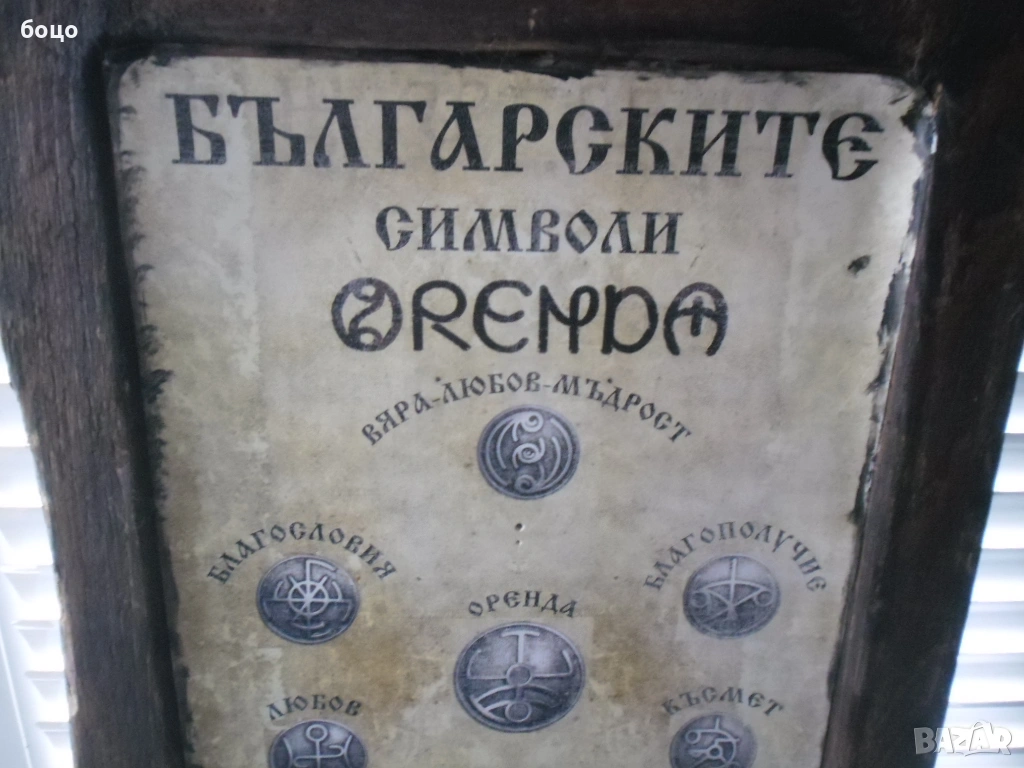 боцо
БЪЛГАРСКИТЕ
СИМВОЛИ
ORENDA
ВЯРА-ЛЮБОВ-МЪДРОСТ
БЛАГОСЛОВИЯ
БЛАГОПОЛУЧИЕ
ОРЕНДА
ЛЮБОВ
КЪСМЕТ
BAZAR